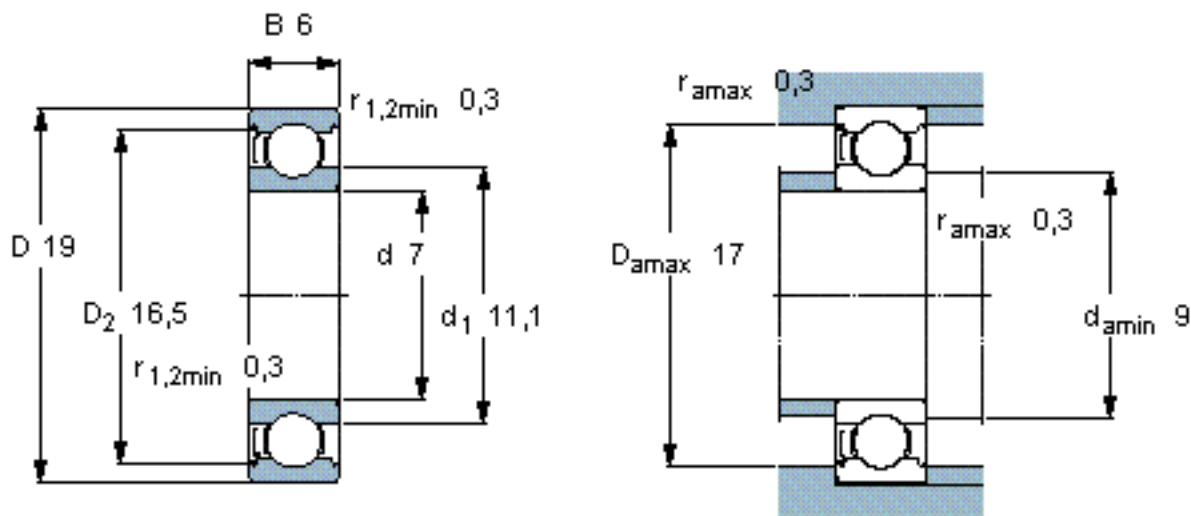 B 6
r1,2min 0,3
D 19
D2 16,5
d 7
d1 11,1
r1,2min 0,3
ramax 0,3
Damax 17
ramax 0,3
damin 9